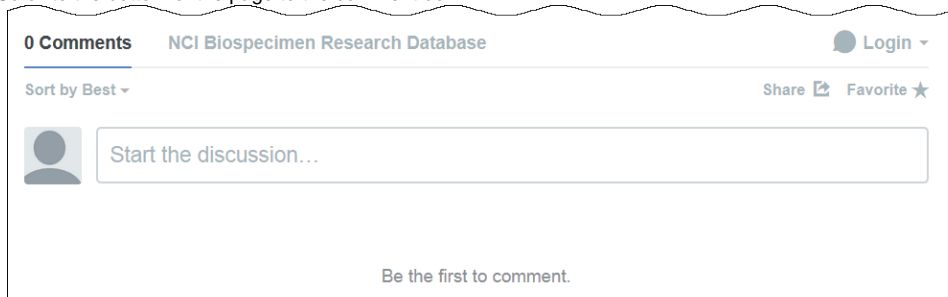 0 Comments NCI Biospecimen Research Database Login
Sort by Best Share Favorite
Start the discussion…
Be the first to comment.